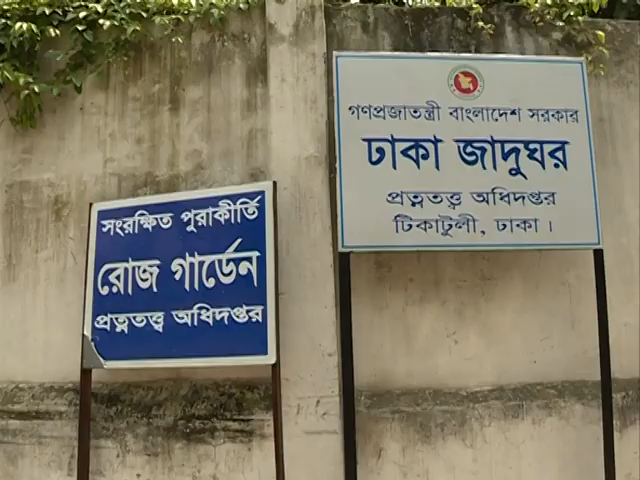 সংরক্ষিত পুরাকীর্তি
রোজ গার্ডেন
প্রত্নতত্ত্ব অধিদপ্তর
গণপ্রজাতন্ত্রী বাংলাদেশ সরকার
ঢাকা জাদুঘর
প্রত্নতত্ত্ব অধিদপ্তর
টিকাটুলী, ঢাকা।